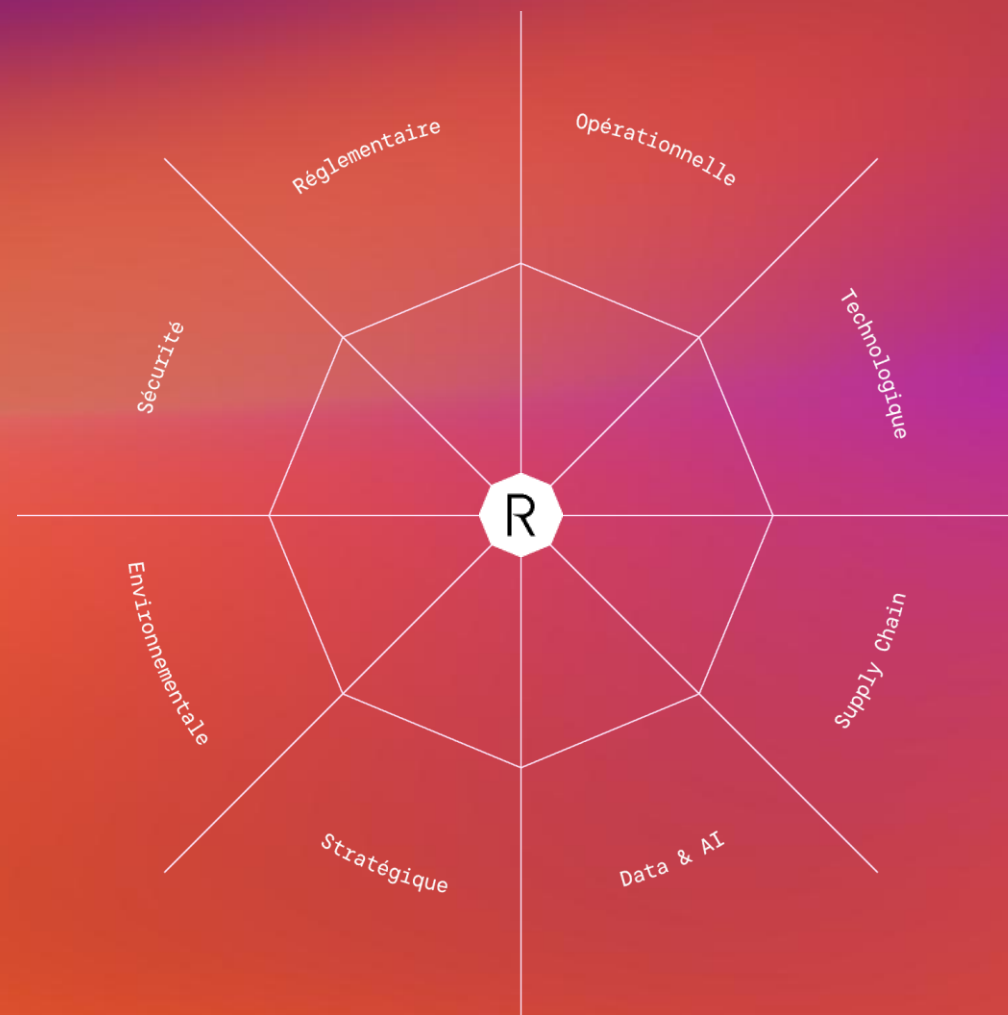 Réglementaire
Opérationnelle
Technologique
Sécurité
R
Environnementale
Supply Chain
Stratégique
Data & AI